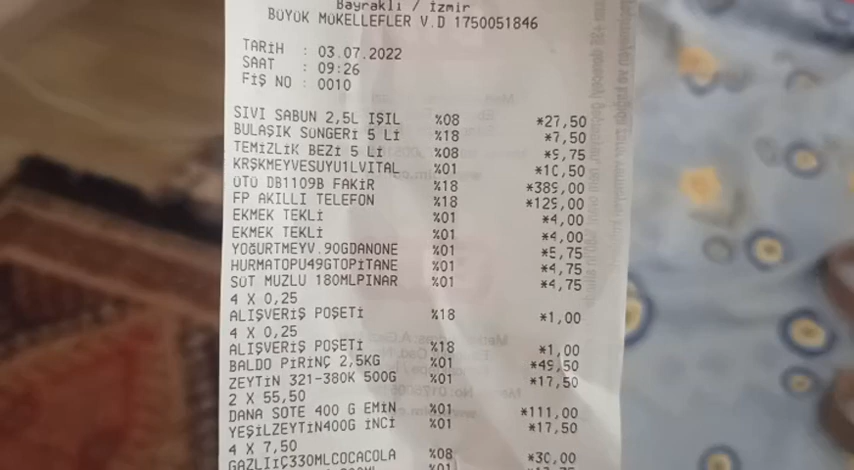 Bayraklı / İzmir
BÜYÜK MÜKELLEFLER V.D 1750051846
TARİH : 03.07.2022
SAAT : 09:26
FİŞ NO : 0010
SIVI SABUN 2,5L IŞIL %08 *27,50
BULAŞIK SÜNGERİ 5 Lİ %18 *7,50
TEMİZLİK BEZİ 5 Lİ %08 *9,75
KRŞKMEYVESUYU1LVITAL %01 *10,50
ÜTÜ DB1109B FAKİR %18 *389,00
FP AKILLI TELEFON %18 *129,00
EKMEK TEKLİ %01 *4,00
EKMEK TEKLİ %01 *4,00
YOĞURTMEYV.90GDANONE %01 *5,75
HURMATOPU49GTOPİTANE %01 *4,75
SÜT MUZLU 180MLPINAR %01 *4,75
4 X 0,25
ALIŞVERİŞ POŞETİ %18 *1,00
4 X 0,25
ALIŞVERİŞ POŞETİ %18 *1,00
BALDO PİRİNÇ 2,5KG %01 *49,50
ZEYTİN 321-380K 500G %01 *17,50
2 X 55,50
DANA SOTE 400 G EMİN %01 *111,00
YEŞİLZEYTİN400G İNCİ %01 *17,50
4 X 7,50
GAZLIİÇ330MLCOCACOLA %08 *30,00
%01